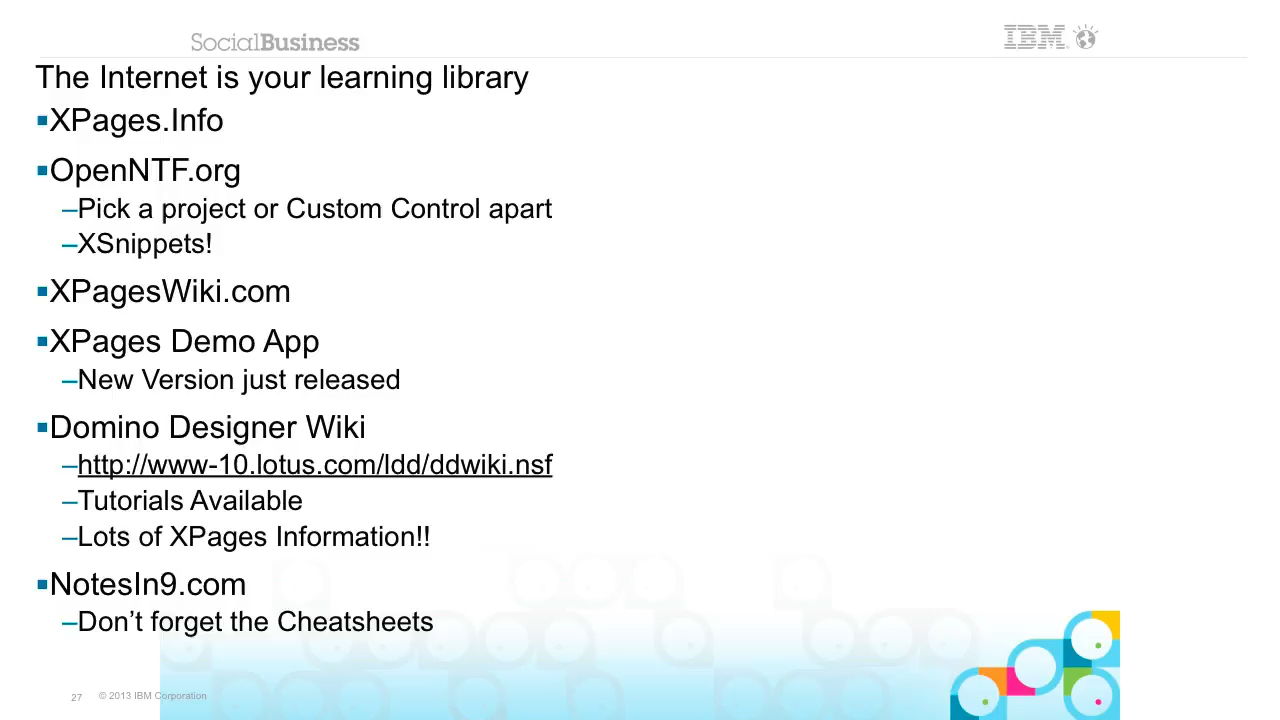 SocialBusiness
IBM
The Internet is your learning library
▪XPages.Info
▪OpenNTF.org
–Pick a project or Custom Control apart
–XSnippets!
▪XPagesWiki.com
▪XPages Demo App
–New Version just released
▪Domino Designer Wiki
–http://www-10.lotus.com/ldd/ddwiki.nsf
–Tutorials Available
–Lots of XPages Information!!
▪NotesIn9.com
–Don’t forget the Cheatsheets
27 © 2013 IBM Corporation